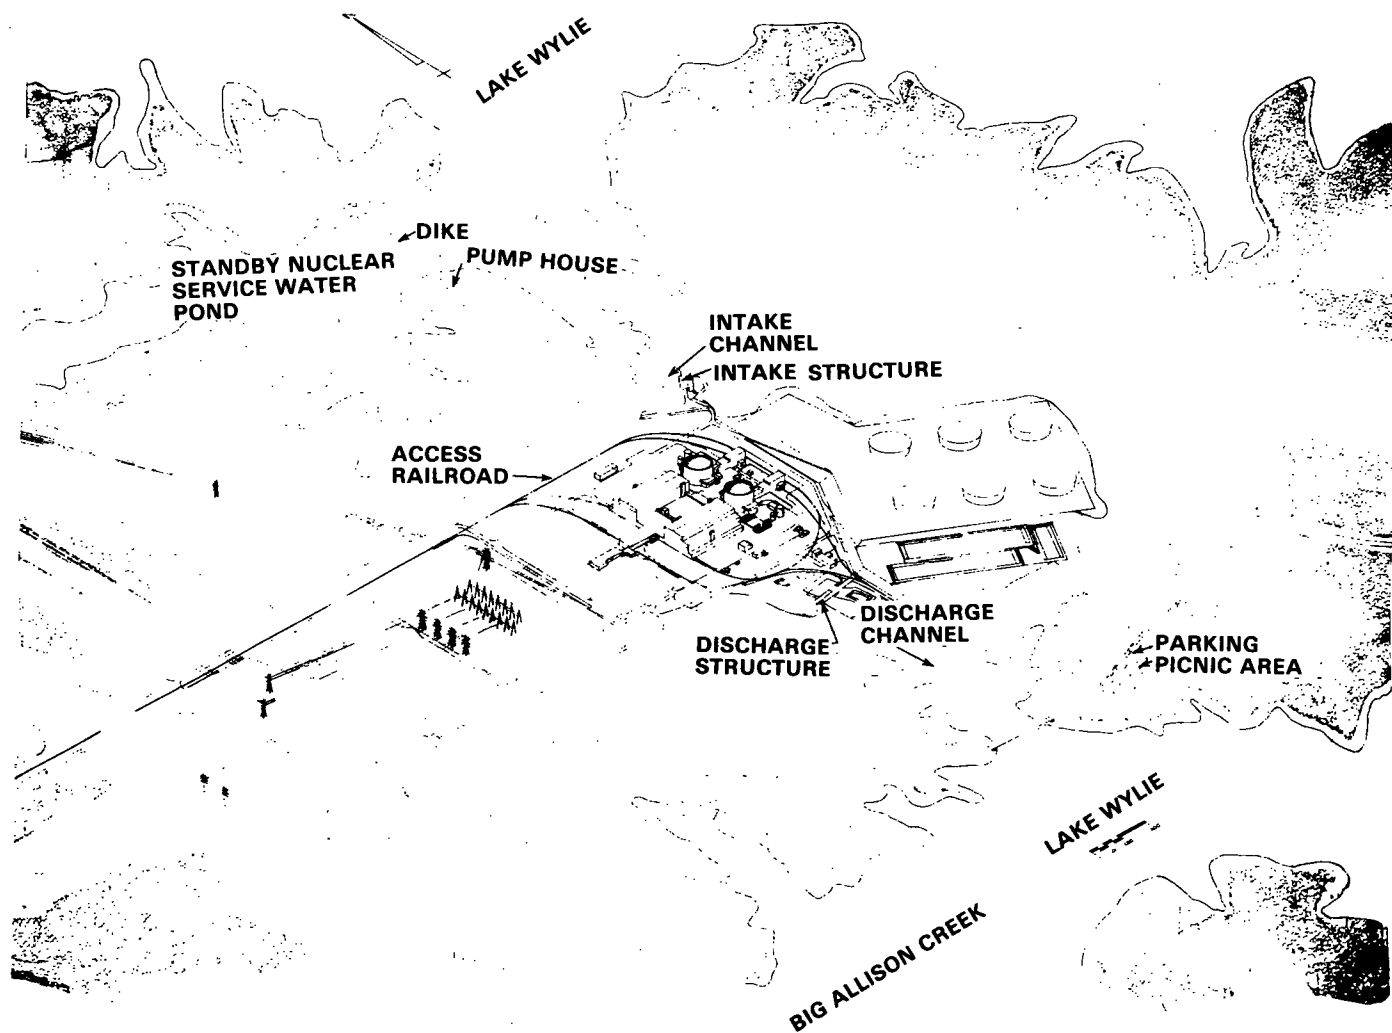 LAKE WYLIE
DIKE
PUMP HOUSE
STANDBY NUCLEAR
SERVICE WATER
POND
INTAKE
CHANNEL
INTAKE STRUCTURE
ACCESS
RAILROAD
DISCHARGE
CHANNEL
DISCHARGE
STRUCTURE
PARKING
PICNIC AREA
LAKE WYLIE
BIG ALLISON CREEK